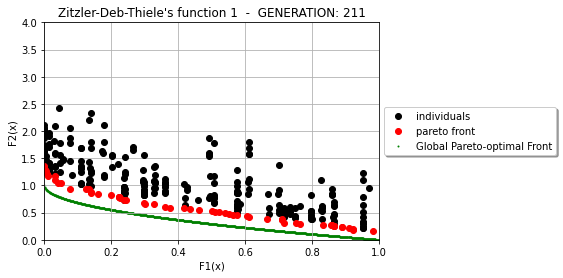 Zitzler-Deb-Thiele's function 1 - GENERATION: 211
4.0
3.5
3.0
2.5
2.0
1.5
1.0
0.5
0.0
F2(x)
individuals
pareto front
Global Pareto-optimal Front
0.0 0.2 0.4 0.6 0.8 1.0
F1(x)